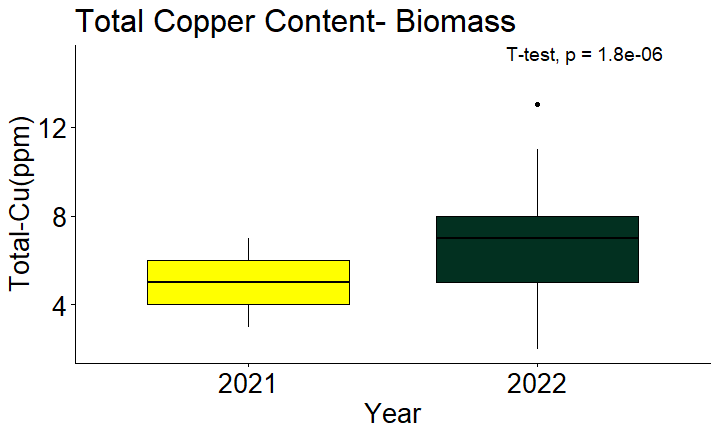 Total Copper Content- Biomass
T-test, p = 1.8e-06
Total-Cu(ppm)
12
8
4
2021
2022
Year